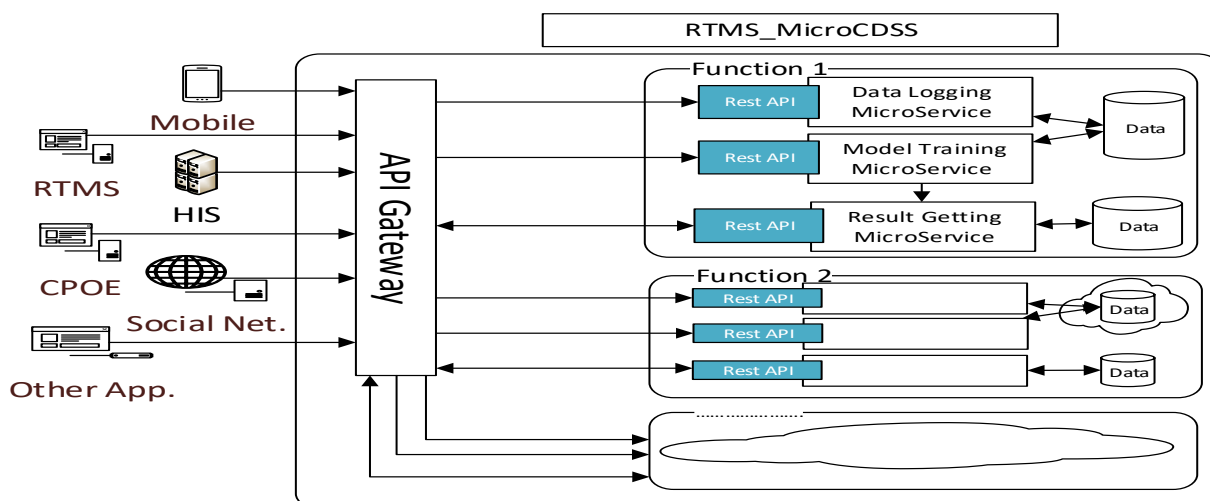 RTMS_MicroCDSS
Mobile
RTMS
HIS
CPOE
Social Net.
Other App.
API Gateway
Function 1
Rest API
Data Logging
MicroService
Data
Rest API
Model Training
MicroService
Rest API
Result Getting
MicroService
Data
Function 2
Rest API
Data
Rest API
Rest API
Data
....................